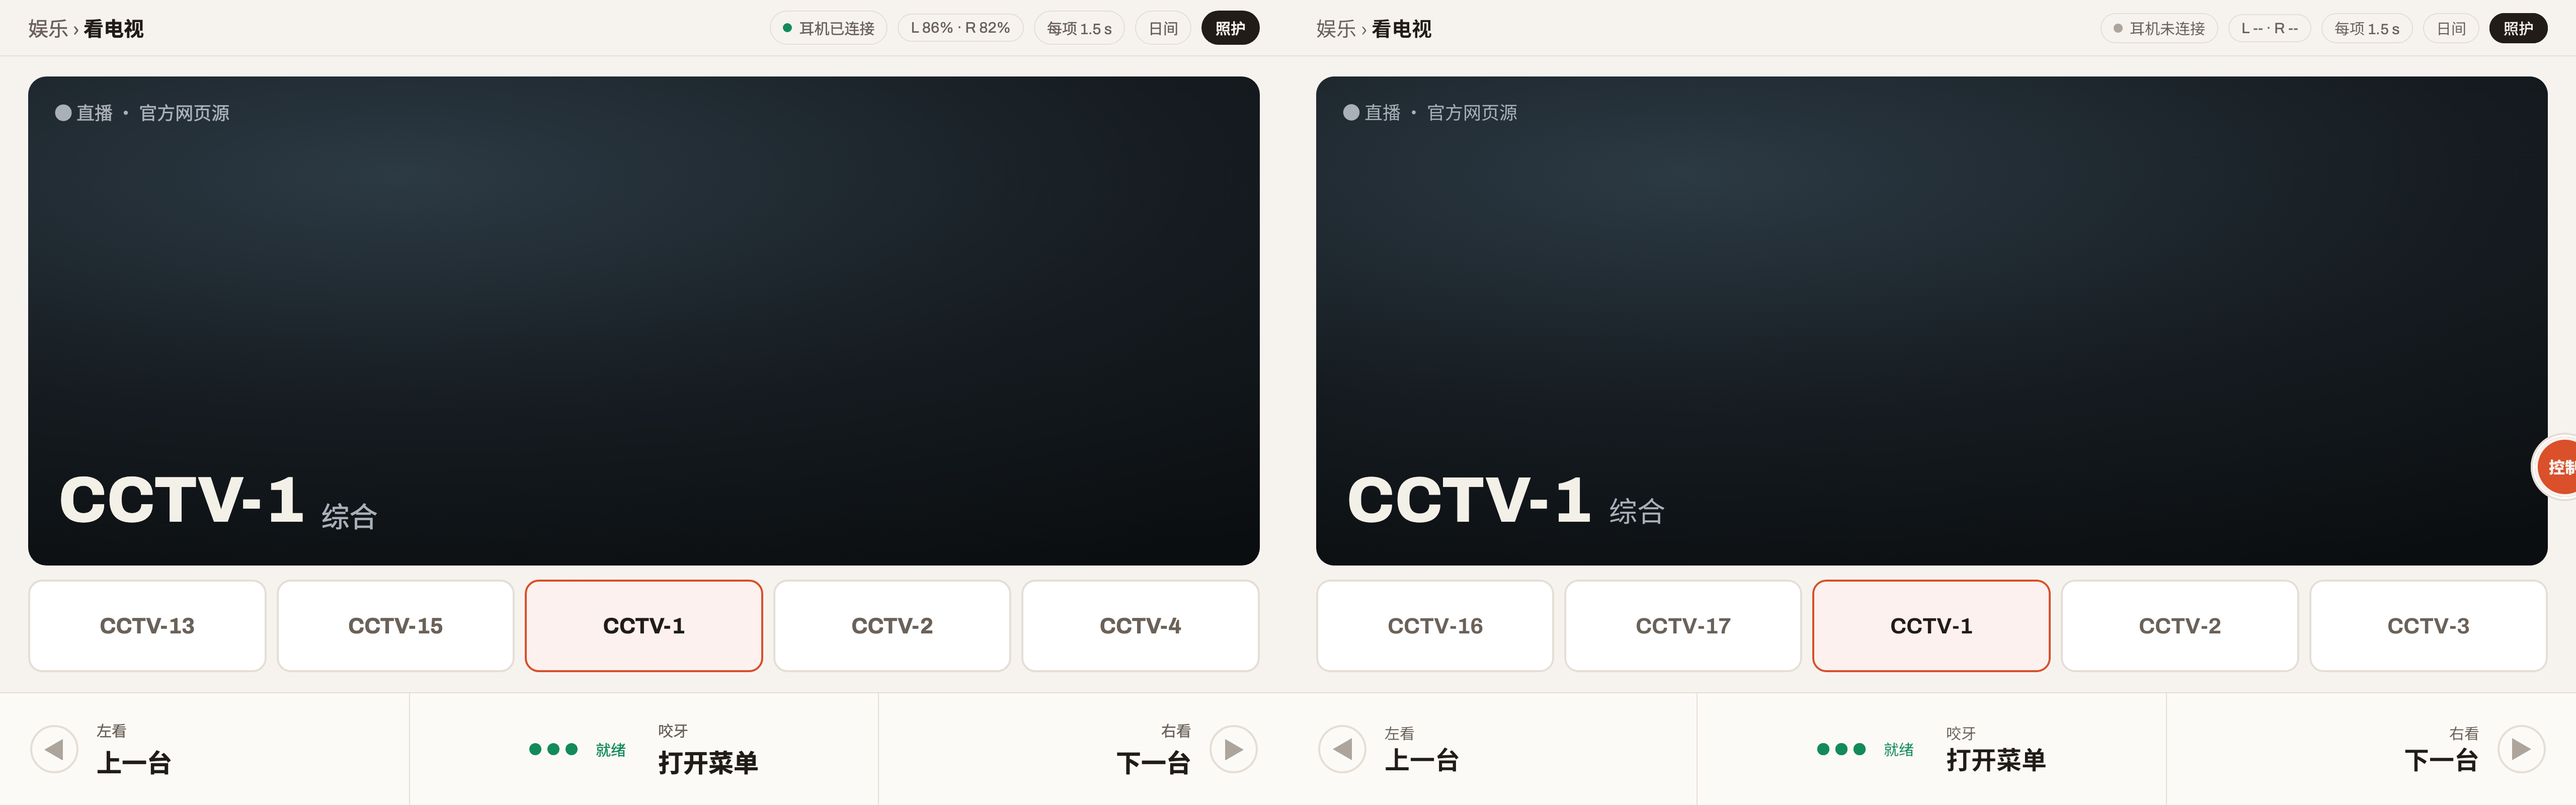 娱乐 › 看电视
耳机已连接
L 86% · R 82%
每项 1.5 s
日间
照护
直播 · 官方网页源
CCTV-1 综合
CCTV-13
CCTV-15
CCTV-1
CCTV-2
CCTV-4
左看
上一台
就绪
咬牙
打开菜单
右看
下一台
娱乐 › 看电视
耳机未连接
L -- · R --
每项 1.5 s
日间
照护
直播 · 官方网页源
CCTV-1 综合
控制
CCTV-16
CCTV-17
CCTV-1
CCTV-2
CCTV-3
左看
上一台
就绪
咬牙
打开菜单
右看
下一台